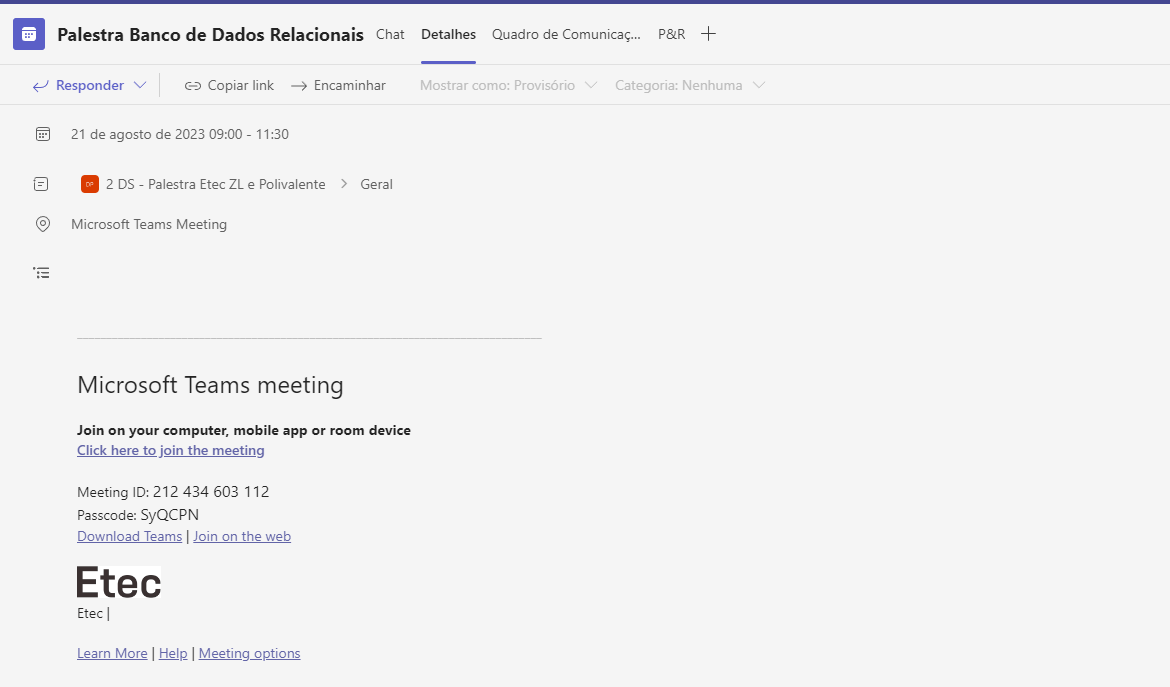 Palestra Banco de Dados Relacionais Chat Detalhes Quadro de Comunicaç... P&R
Responder Copiar link Encaminhar Mostrar como: Provisório Categoria: Nenhuma
21 de agosto de 2023 09:00 - 11:30
DP 2 DS - Palestra Etec ZL e Polivalente > Geral
Microsoft Teams Meeting
Microsoft Teams meeting
Join on your computer, mobile app or room device
Click here to join the meeting
Meeting ID: 212 434 603 112
Passcode: SyQCPN
Download Teams | Join on the web
Etec
Etec |
Learn More | Help | Meeting options